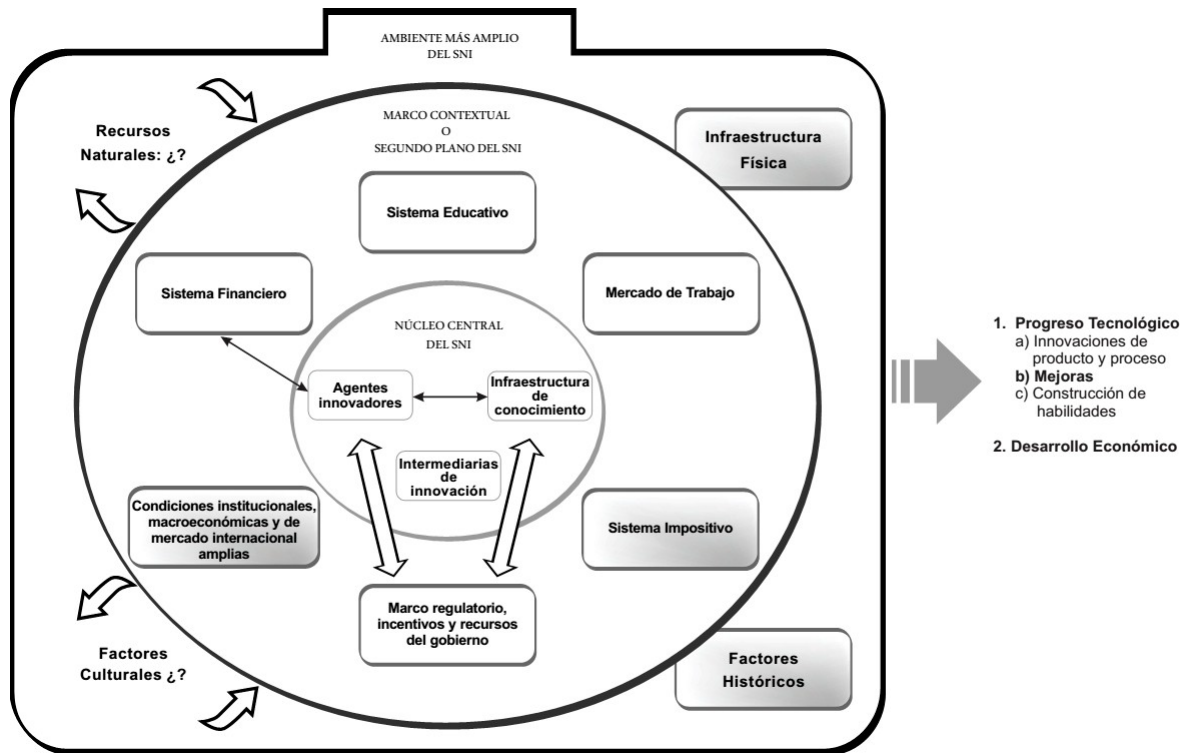 AMBIENTE MÁS AMPLIO
DEL SNI
MARCO CONTEXTUAL
O
SEGUNDO PLANO DEL SNI
Recursos
Naturales: ¿?
Infraestructura
Física
Sistema Educativo
Sistema Financiero
Mercado de Trabajo
NÚCLEO CENTRAL
DEL SNI
Agentes
innovadores
Infraestructura
de
conocimiento
Intermediarias
de
innovación
Condiciones institucionales,
macroeconómicas y de
mercado internacional
amplias
Sistema Impositivo
Marco regulatorio,
incentivos y recursos
del gobierno
Factores
Culturales ¿?
Factores
Históricos
1. Progreso Tecnológico
a) Innovaciones de
producto y proceso
b) Mejoras
c) Construcción de
habilidades
2. Desarrollo Económico